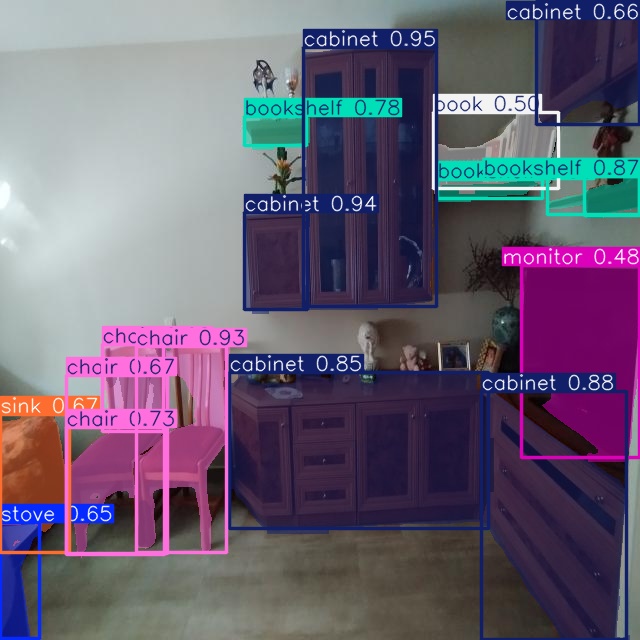 cabinet 0.66
cabinet 0.95
bookshelf 0.78
book 0.50
bookshelf 0.87
cabinet 0.94
monitor 0.48
chair 0.93
cabinet 0.85
chair 0.67
cabinet 0.88
sink 0.67
chair 0.73
stove 0.65